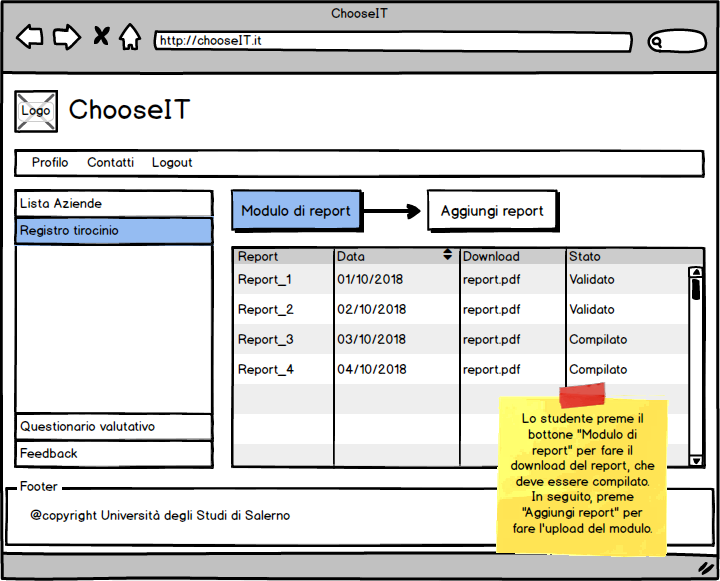 ChooseIT
http://chooseIT.it
Logo
ChooseIT
Profilo Contatti Logout
Lista Aziende
Registro tirocinio
Questionario valutativo
Feedback
Modulo di report
Aggiungi report
Report Data Download Stato
Report_1 01/10/2018 report.pdf Validato
Report_2 02/10/2018 report.pdf Validato
Report_3 03/10/2018 report.pdf Compilato
Report_4 04/10/2018 report.pdf Compilato
Lo studente preme il
bottone "Modulo di
report" per fare il
download del report, che
deve essere compilato.
In seguito, preme
"Aggiungi report" per
fare l'upload del modulo.
Footer
@copyright Università degli Studi di Salerno